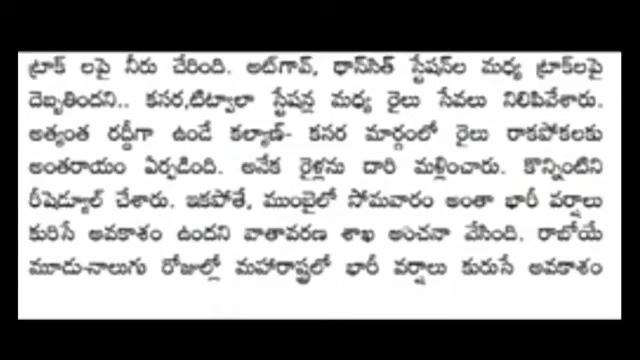 ట్రాక్ లపై నీరు చేరింది. అట్‌గావ్, థాన్‌సిత్ స్టేషన్‌ల మధ్య ట్రాక్‌లపై
దెబ్బతిందని.. కసర,టిట్వాలా స్టేషన్ల మధ్య రైలు సేవలు నిలిపివేశారు.
అత్యంత రద్దీగా ఉండే కల్యాణ్- కసర మార్గంలో రైలు రాకపోకలకు
అంతరాయం ఏర్పడింది. అనేక రైళ్లను దారి మళ్లించారు. కొన్నింటిని
రీషెడ్యూల్ చేశారు. ఇకపోతే, ముంబైలో సోమవారం అంతా భారీ వర్షాలు
కురిసే అవకాశం ఉందని వాతావరణ శాఖ అంచనా వేసింది. రాబోయే
మూడు-నాలుగు రోజుల్లో మహారాష్ట్రలో భారీ వర్షాలు కురుసే అవకాశం